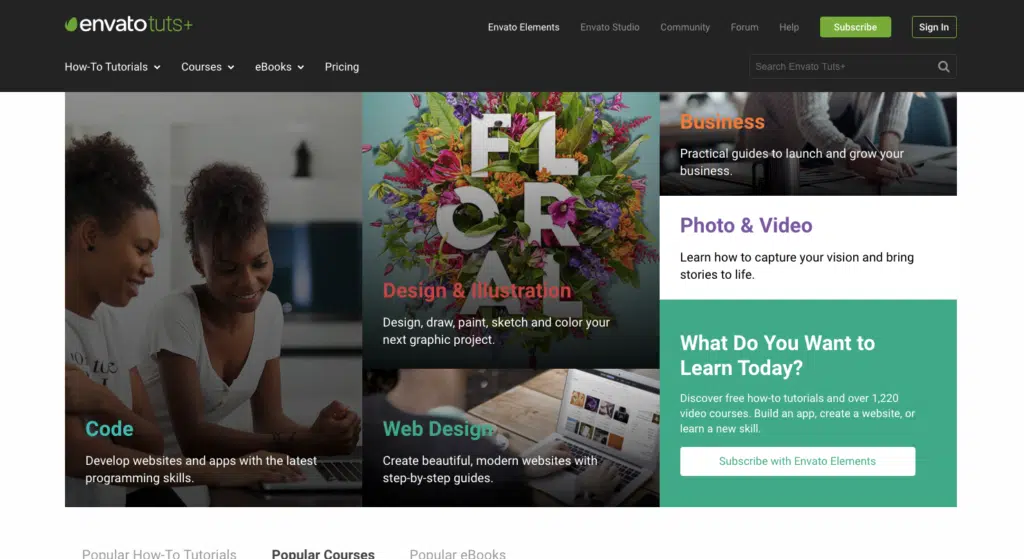 envato tuts+
Envato Elements
Envato Studio
Community
Forum
Help
Subscribe
Sign In
How-To Tutorials
Courses
eBooks
Pricing
Search Envato Tuts+
Code
Develop websites and apps with the latest
programming skills.
FL
OR
AL
Design & Illustration
Design, draw, paint, sketch and color your
next graphic project.
Web Design
Create beautiful, modern websites with
step-by-step guides.
Business
Practical guides to launch and grow your
business.
Photo & Video
Learn how to capture your vision and bring
stories to life.
What Do You Want to
Learn Today?
Discover free how-to tutorials and over 1,220
video courses. Build an app, create a website, or
learn a new skill.
Subscribe with Envato Elements
Popular How-To Tutorials
Popular Courses
Popular eBooks